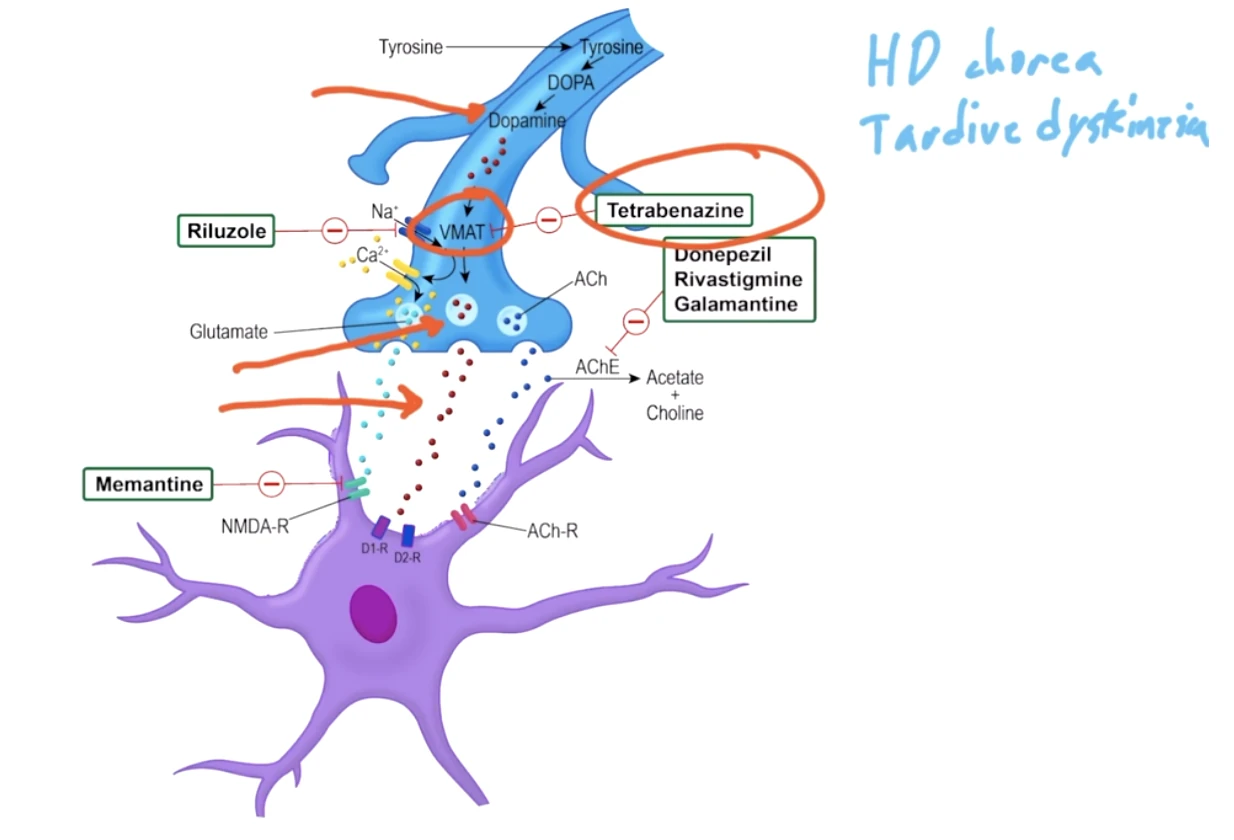 Tyrosine
Tyrosine
HD chorea
DOPA
Dopamine
Tardive dyskinzia
Na⁺
Tetrabenazine
Riluzole
VMAT
Ca²⁺
Donepezil
Rivastigmine
Galamantine
ACh
Glutamate
AChE
Acetate
+
Choline
Memantine
NMDA-R
ACh-R
D1-R
D2-R